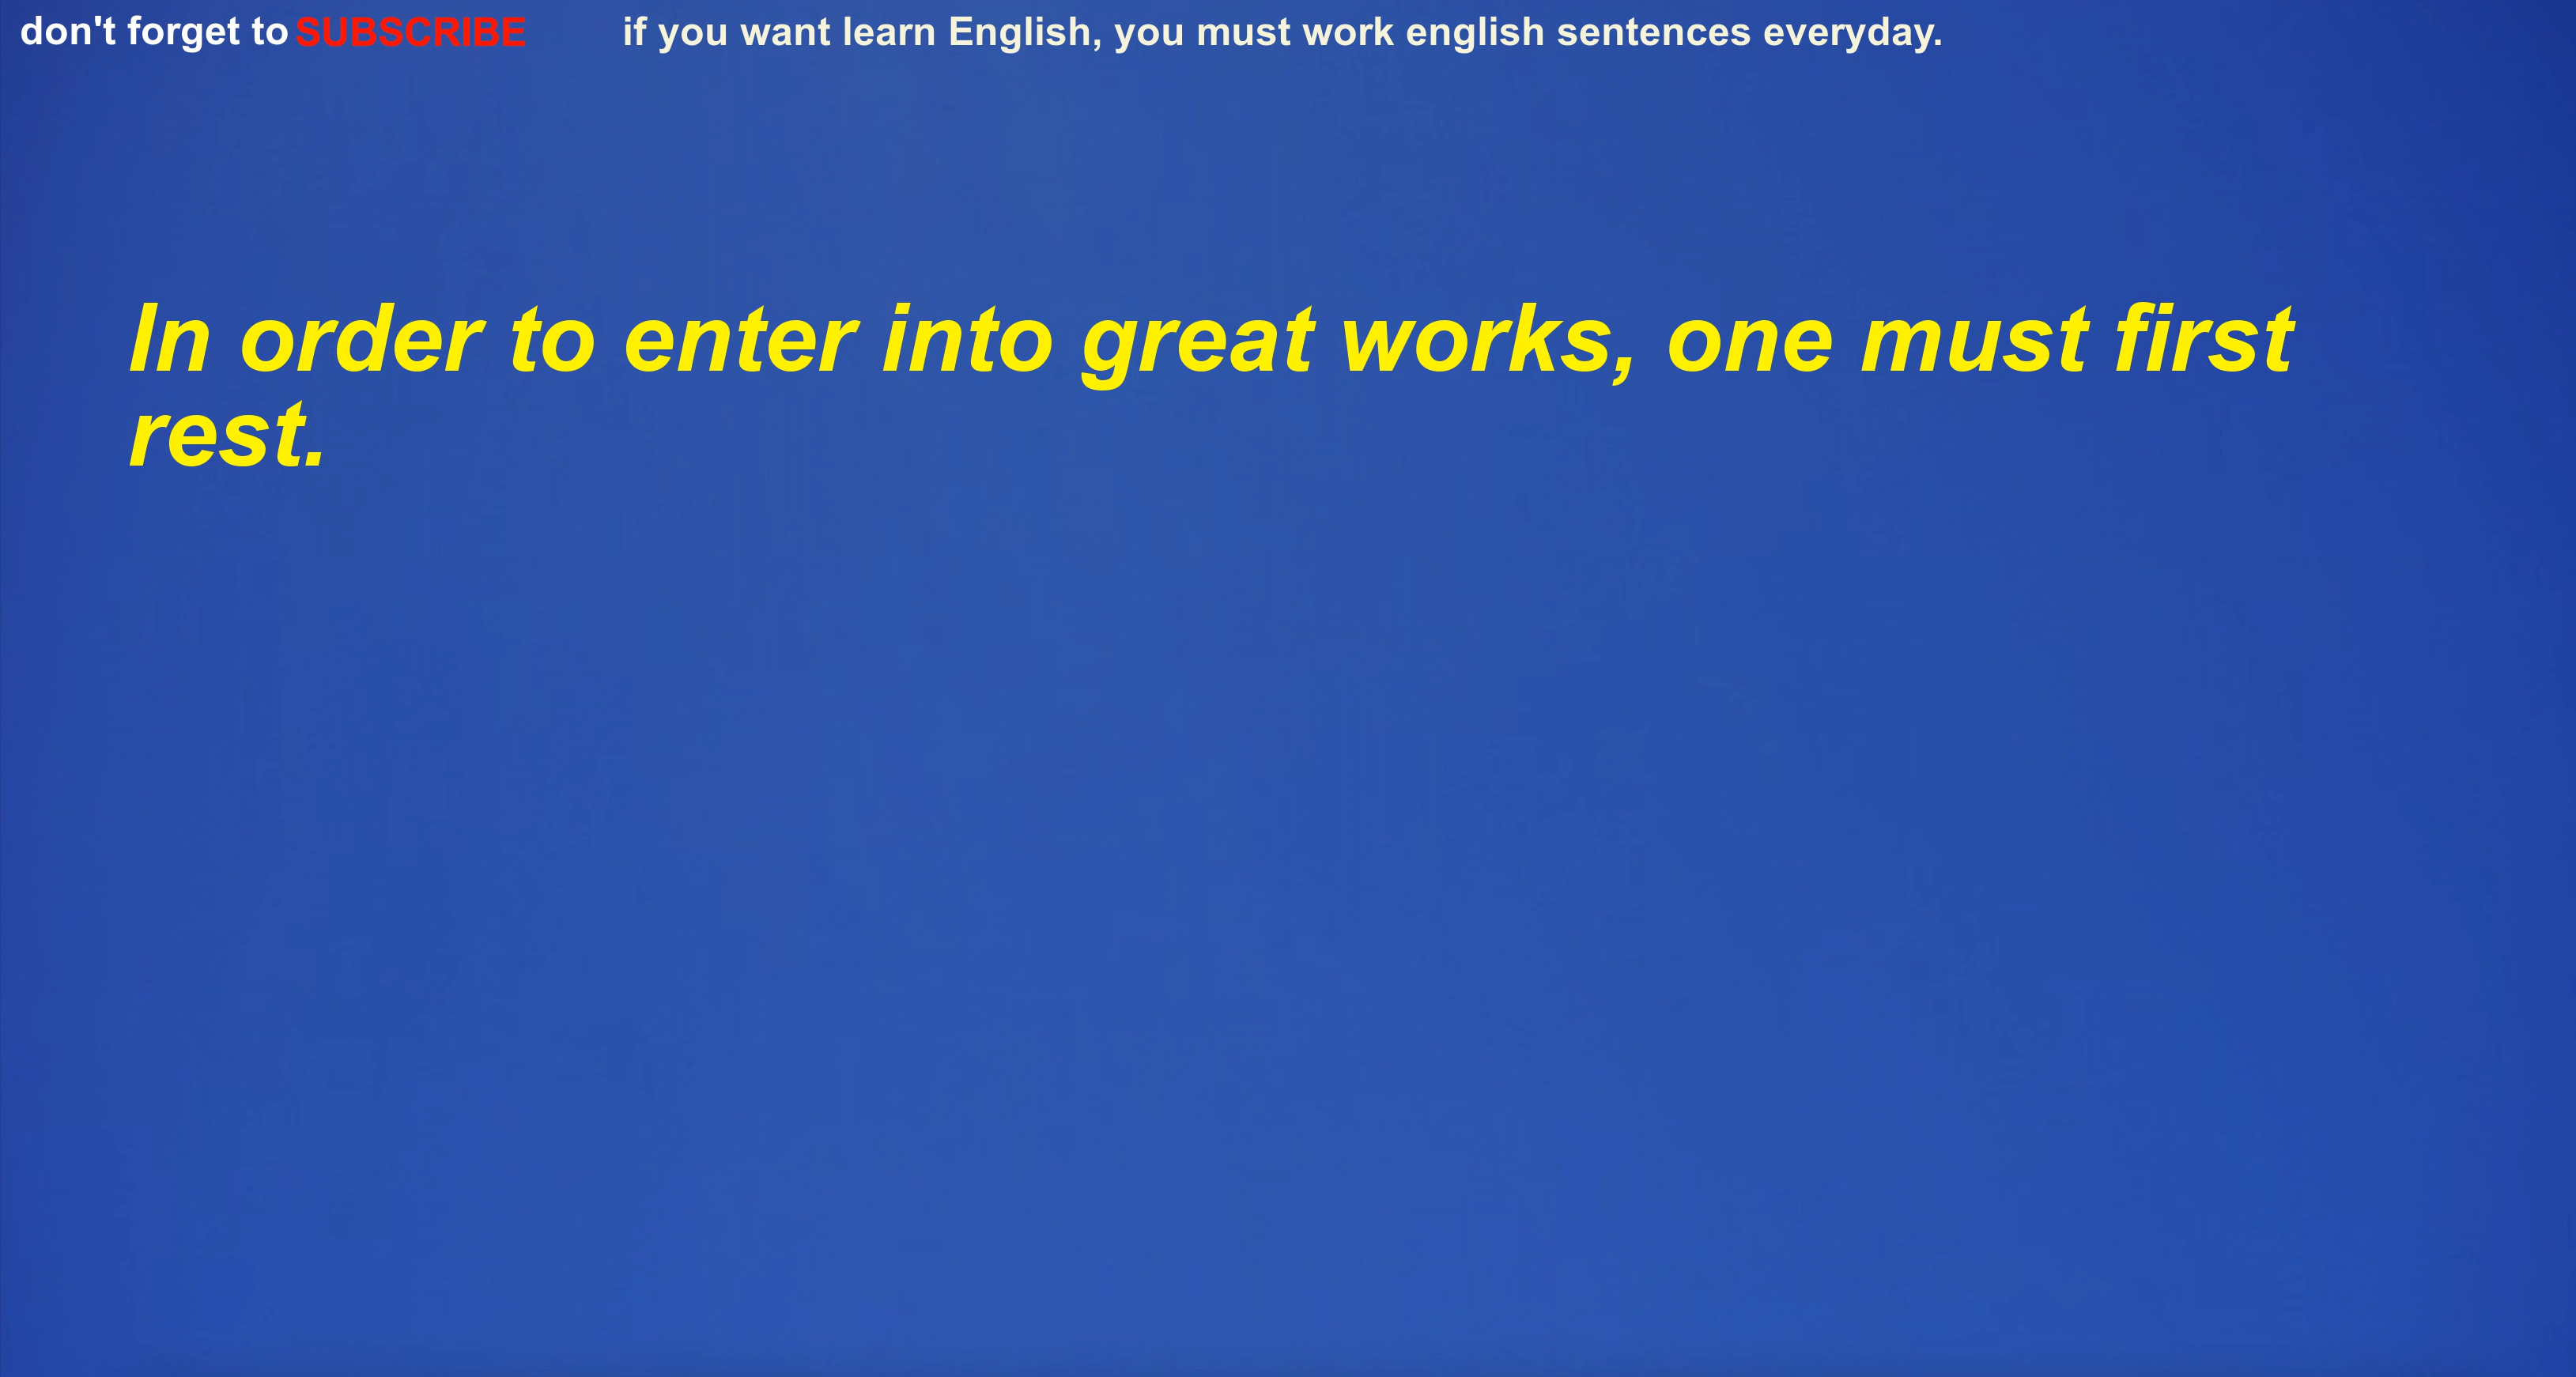 don't forget to SUBSCRIBE if you want learn English, you must work english sentences everyday.
In order to enter into great works, one must first
rest.